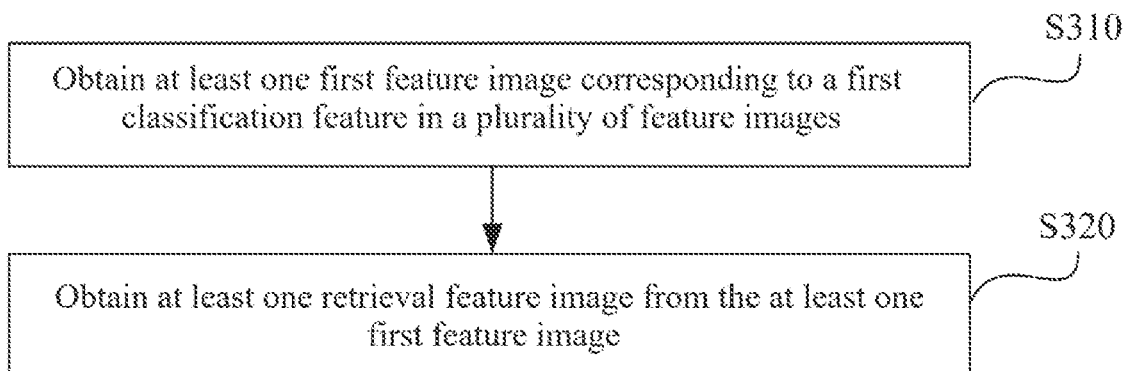 S310
Obtain at least one first feature image corresponding to a first
classification feature in a plurality of feature images
S320
Obtain at least one retrieval feature image from the at least one
first feature image